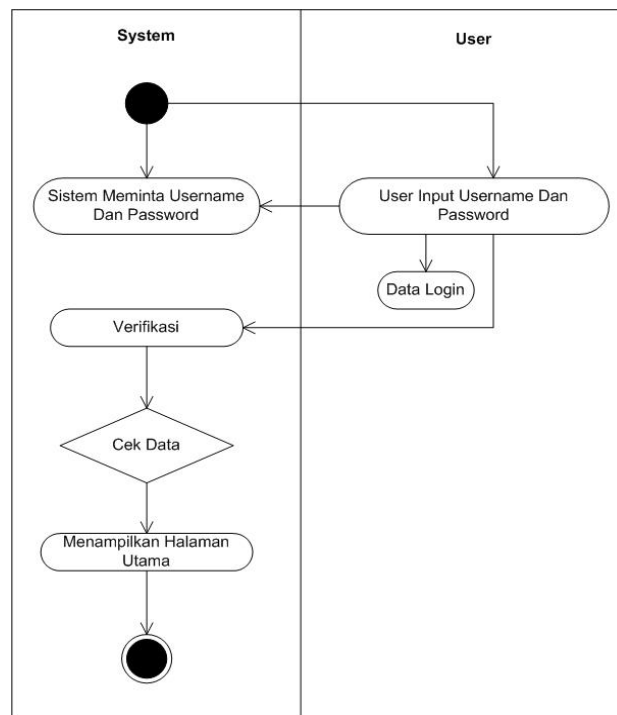 System
User
Sistem Meminta Username
Dan Password
User Input Username Dan
Password
Data Login
Verifikasi
Cek Data
Menampilkan Halaman
Utama